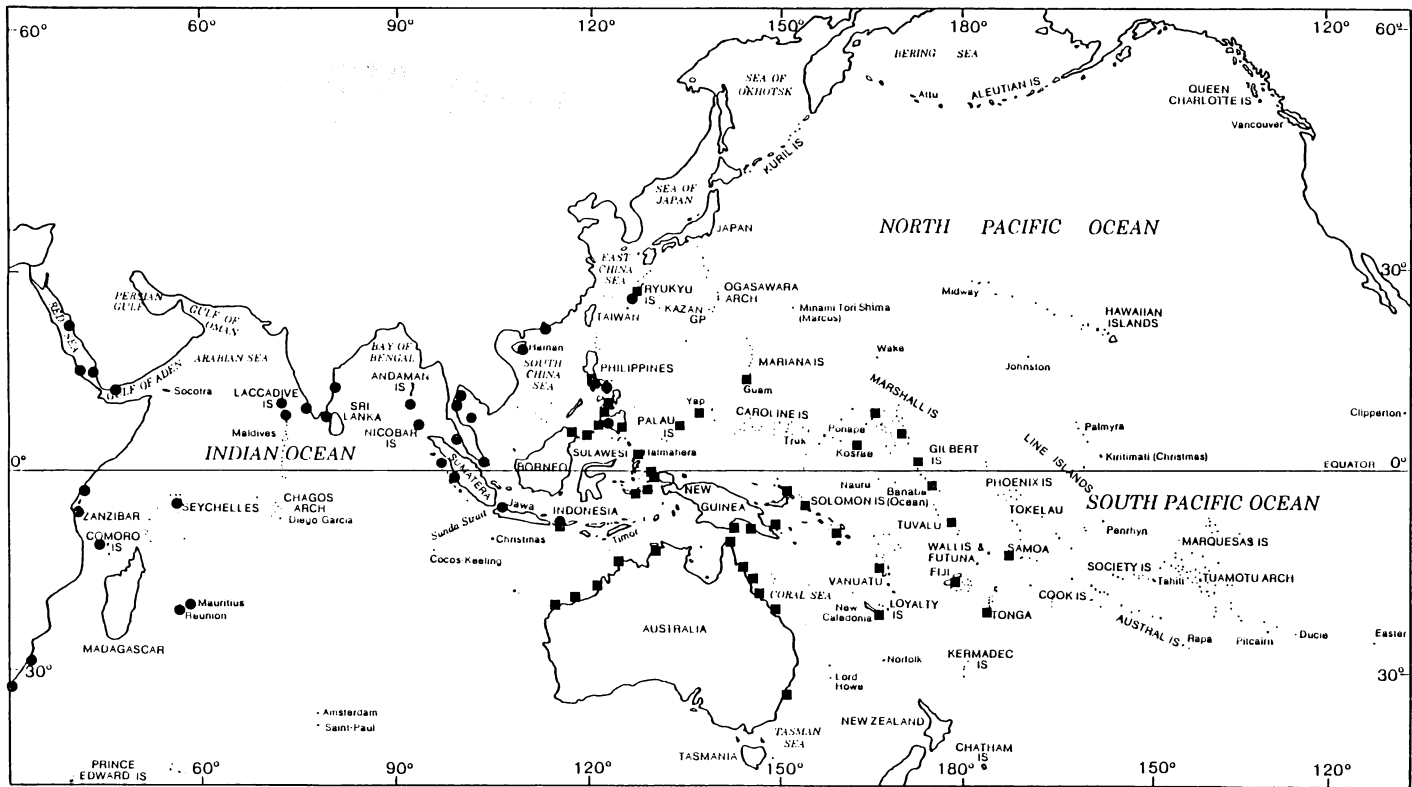 60° 90° 120° 150° 180° 150° 120°
60°
60°
BERING SEA
SEA OF
O'KHOTSK
Attu
ALEUTIAN IS
QUEEN
CHARLOTTE IS
Vancouver
KURIL IS
SEA OF
JAPAN
JAPAN
NORTH PACIFIC OCEAN
EAST
CHINA
SEA
30°
PERSIAN
GULF
GULF OF
OMAN
RED SEA
RYUKYU
IS
OGASAWARA
ARCH
Midway
TAIWAN
KAZAN
GP
Minami Tori Shima
(Marcus)
HAWAIIAN
ISLANDS
ARABIAN SEA
BAY OF
BENGAL
Hainan
SOUTH
CHINA
SEA
Wake
GULF OF ADEN
Socotra
ANDAMAN
IS
PHILIPPINES
MARIANA IS
Johnston
LACCADIVE
IS
SRI
LANKA
Guam
MARSHALL IS
Yap
CAROLINE IS
Clipperton
Maldives
NICOBAR
IS
PALAU
IS
Truk
Ponape
Palmyra
INDIAN OCEAN
SULAWESI
Halmahera
Kosrae
GILBERT
IS
LINE ISLANDS
Kiritimati (Christmas)
0°
BORNEO
EQUATOR
0°
SUMATERA
NEW
GUINEA
Nauru
Banaba
(Ocean)
PHOENIX IS
SEYCHELLES
CHAGOS
ARCH
Diego Garcia
Jawa
INDONESIA
SOLOMON IS
TOKELAU
SOUTH PACIFIC OCEAN
ZANZIBAR
Sunda Strait
Christmas
Timor
TUVALU
Penrhyn
COMORO
IS
Cocos-Keeling
WALLIS &
FUTUNA
SAMOA
MARQUESAS IS
VANUATU
FIJI
SOCIETY IS
Tahiti
TUAMOTU ARCH
Mauritius
Reunion
CORAL SEA
New
Caledonia
LOYALTY
IS
TONGA
COOK IS
MADAGASCAR
AUSTRALIA
AUSTRAL IS
Rapa
Pitcairn
Ducie
Easter
Norfolk
KERMADEC
IS
30°
30°
Lord
Howe
Amsterdam
Saint-Paul
NEW ZEALAND
TASMAN
SEA
TASMANIA
CHATHAM
IS
PRINCE
EDWARD IS
60° 90° 120° 150° 180° 150° 120°